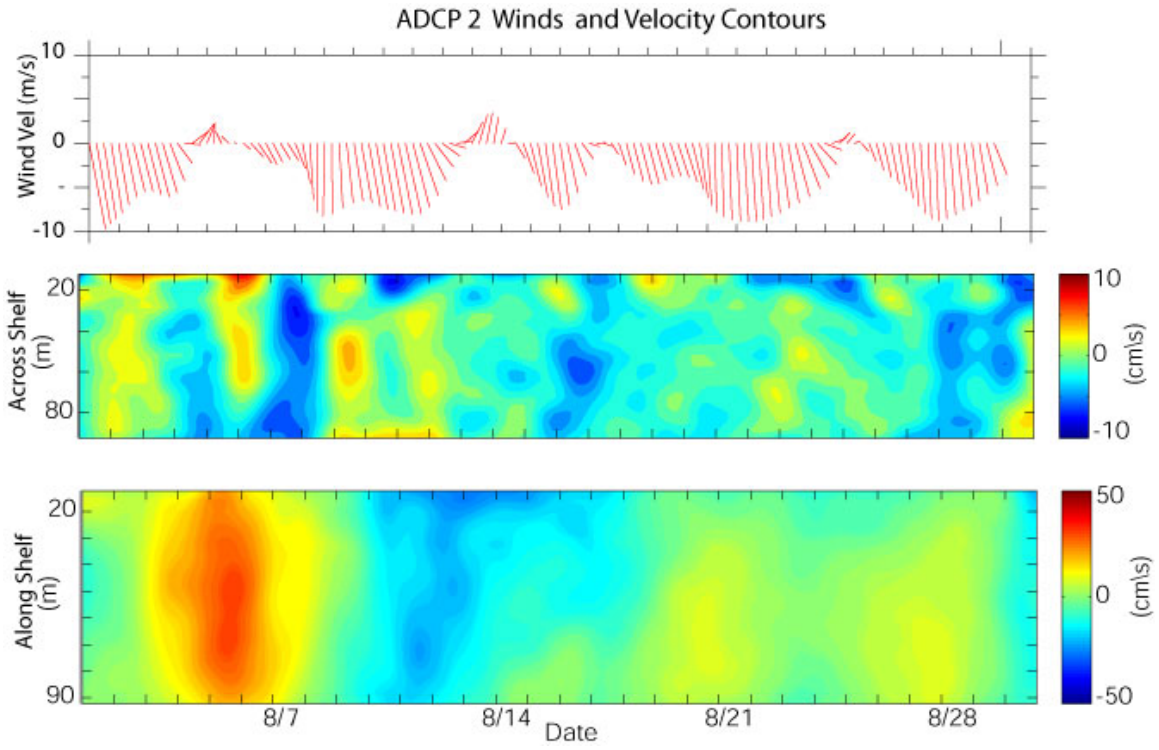 ADCP 2 Winds and Velocity Contours
10
Wind Vel (m/s)
0
-
-10
20
Across Shelf
(m)
80
10
0
-10
(cm\s)
20
Along Shelf
(m)
90
50
0
-50
(cm\s)
8/7
8/14
8/21
8/28
Date